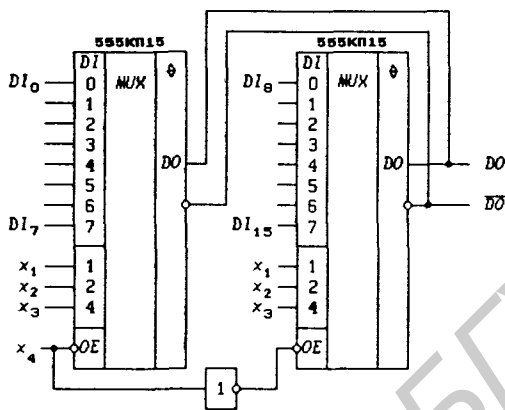 555КП15 555КП15
DI MUX DI MUX
DI0 0 DI8 0
1 1
2 2
3 3
4 DO 4 DO DO
5 5
6 6 DO
DI7 7 DI15 7
x1 1 x1 1
x2 2 x2 2
x3 4 x3 4
x4 OE OE
1